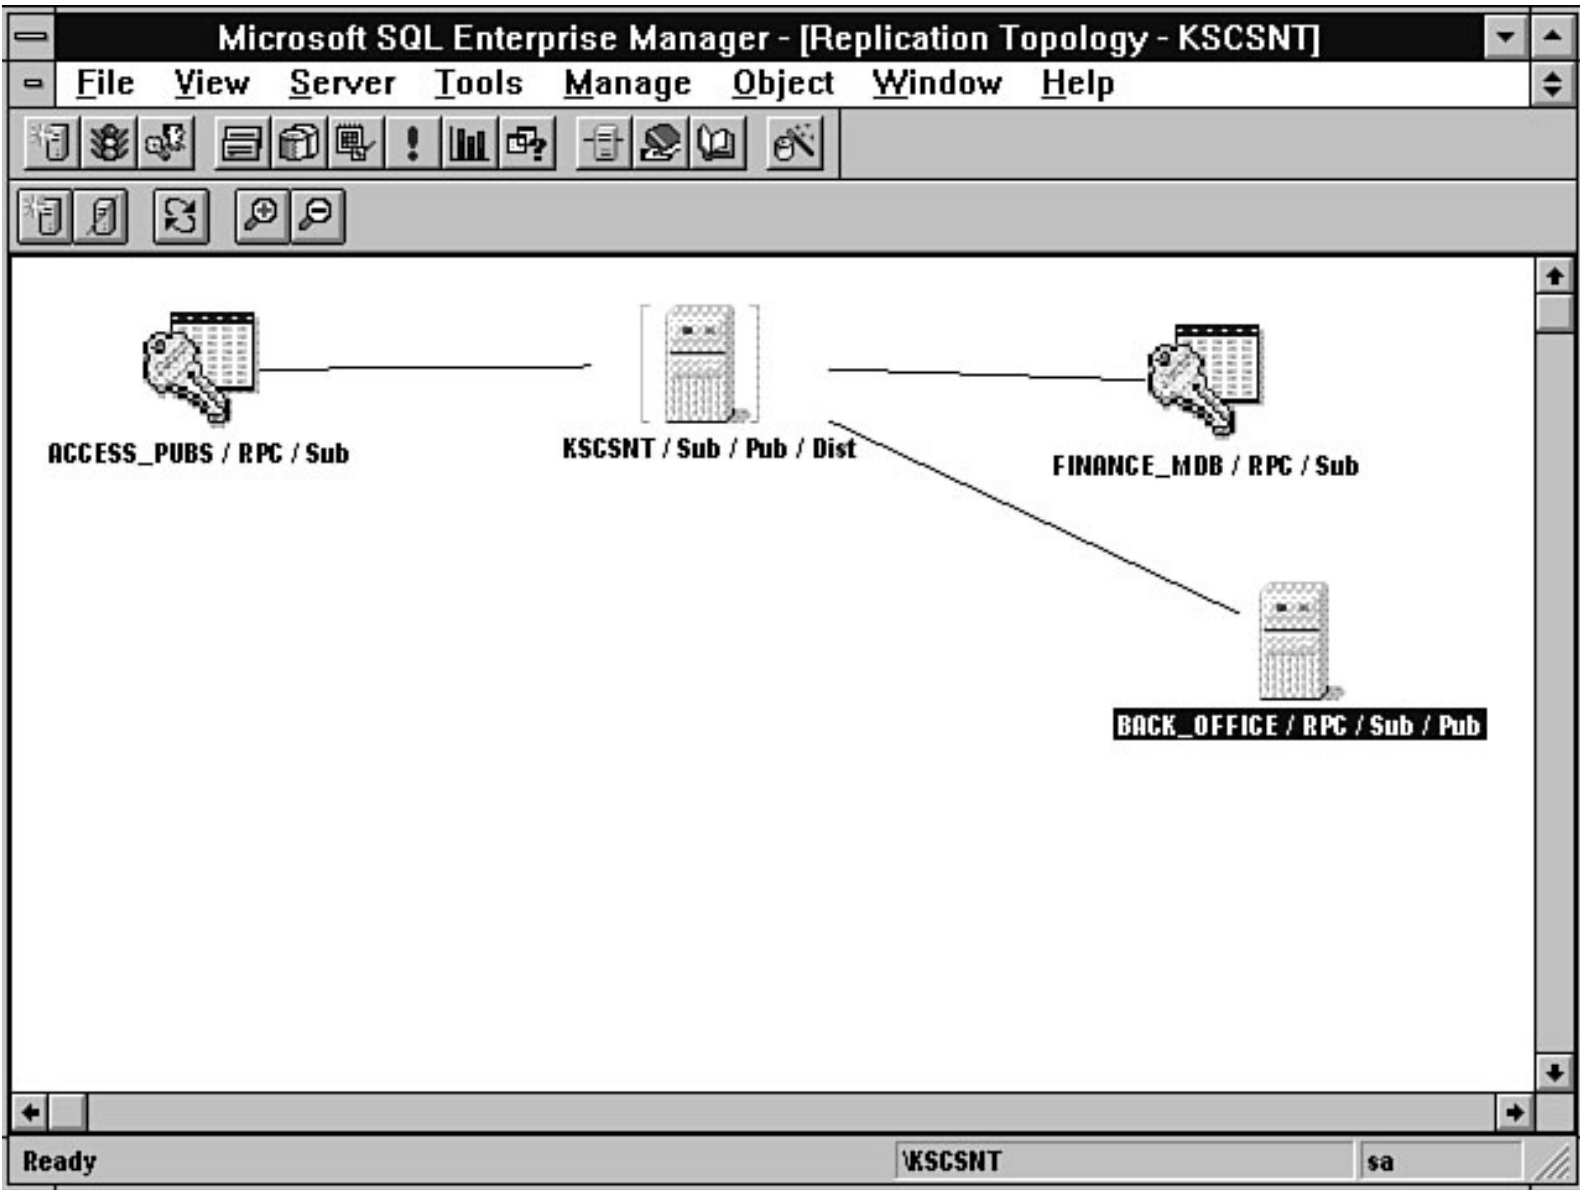 Microsoft SQL Enterprise Manager - [Replication Topology - KSCSNT]
File View Server Tools Manage Object Window Help
ACCESS_PUBS / RPC / Sub
KSCSNT / Sub / Pub / Dist
FINANCE_MDB / RPC / Sub
BACK_OFFICE / RPC / Sub / Pub
Ready \KSCSNT sa